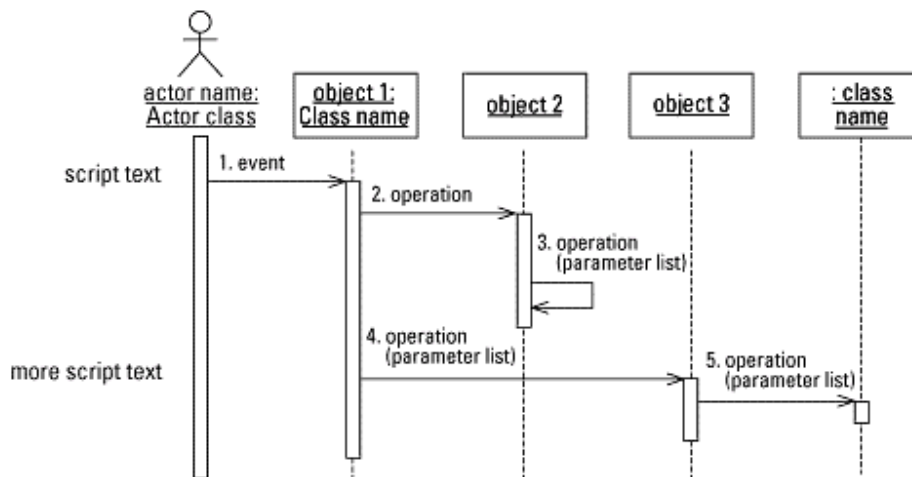 actor name:
Actor class
object 1:
Class name
object 2
object 3
: class
name
script text
1. event
2. operation
3. operation
(parameter list)
4. operation
(parameter list)
more script text
5. operation
(parameter list)